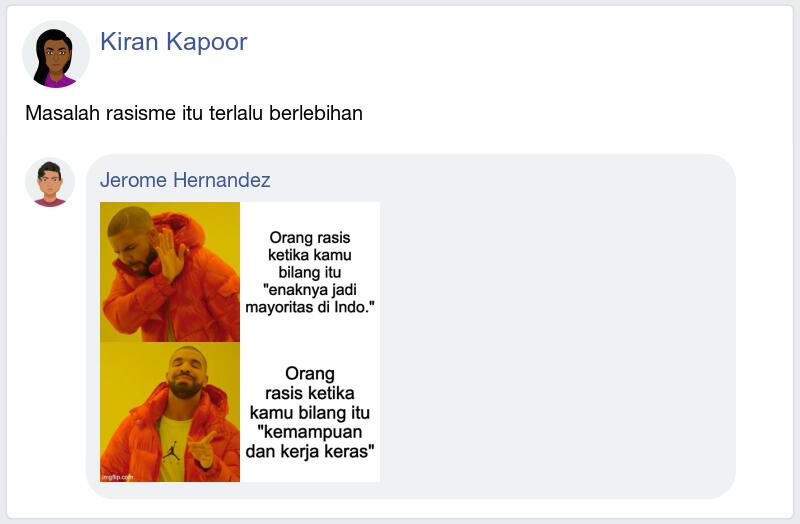 Kiran Kapoor
Masalah rasisme itu terlalu berlebihan
Jerome Hernandez
Orang rasis
ketika kamu
bilang itu
"enaknya jadi
mayoritas di Indo."
Orang
rasis ketika
kamu bilang itu
"kemampuan
dan kerja keras"
imgflip.com